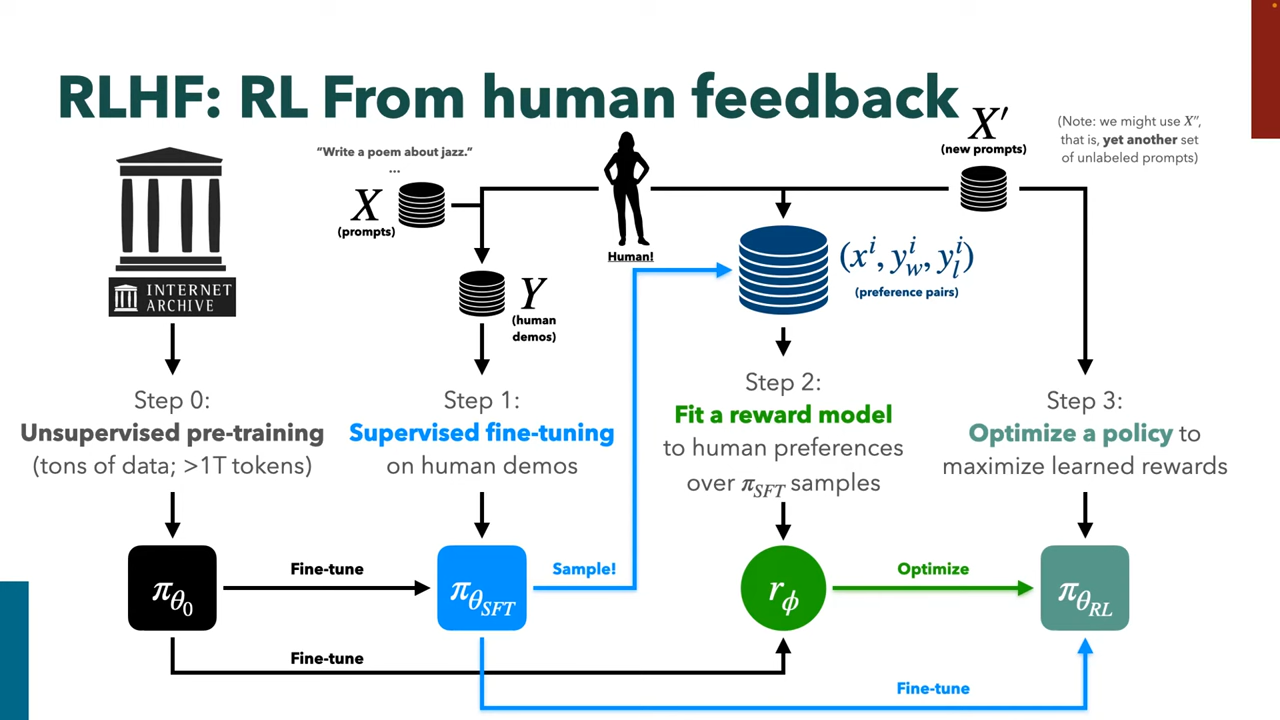 RLHF: RL From human feedback
"Write a poem about jazz."
...
X
(prompts)
Human!
X′
(new prompts)
(Note: we might use X″,
that is, yet another set
of unlabeled prompts)
INTERNET
ARCHIVE
Y
(human
demos)
(xⁱ, y_wⁱ, y_lⁱ)
(preference pairs)
Step 0:
Unsupervised pre-training
(tons of data; >1T tokens)
Step 1:
Supervised fine-tuning
on human demos
Step 2:
Fit a reward model
to human preferences
over π_SFT samples
Step 3:
Optimize a policy to
maximize learned rewards
π_θ₀
Fine-tune
π_θ_SFT
Sample!
r_ϕ
Optimize
π_θ_RL
Fine-tune
Fine-tune